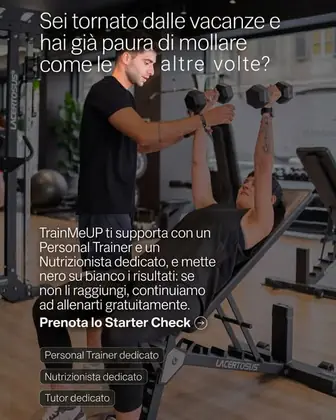 Sei tornato dalle vacanze e
hai già paura di mollare
come le altre volte?
LACERTOSUS
TrainMeUP ti supporta con un
Personal Trainer e un
Nutrizionista dedicato, e mette
nero su bianco i risultati: se
non li raggiungi, continuiamo
ad allenarti gratuitamente.
Prenota lo Starter Check
LACERTOSUS
Personal Trainer dedicato
Nutrizionista dedicato
Tutor dedicato